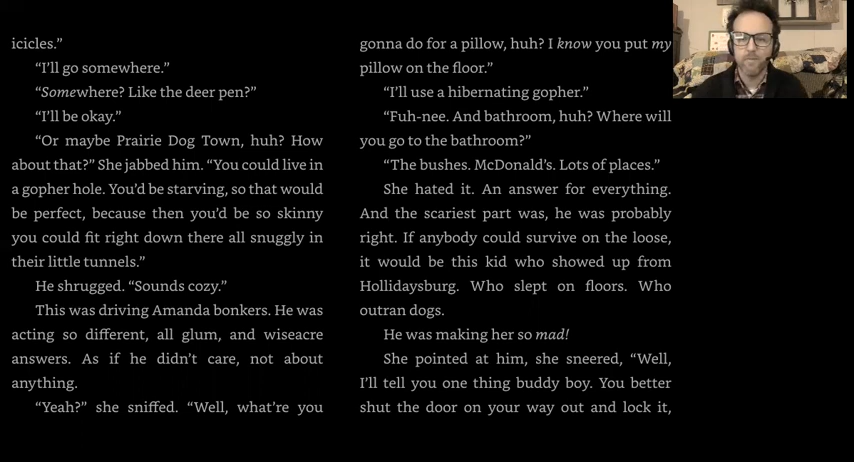 icicles.”
“I’ll go somewhere.”
“Somewhere? Like the deer pen?”
“I’ll be okay.”
“Or maybe Prairie Dog Town, huh? How
about that?” She jabbed him. “You could live in
a gopher hole. You’d be starving, so that would
be perfect, because then you’d be so skinny
you could fit right down there all snuggly in
their little tunnels.”
He shrugged. “Sounds cozy.”
This was driving Amanda bonkers. He was
acting so different, all glum, and wiseacre
answers. As if he didn’t care, not about
anything.
“Yeah?” she sniffed. “Well, what’re you
gonna do for a pillow, huh? I know you put my
pillow on the floor.”
“I’ll use a hibernating gopher.”
“Fuh-nee. And bathroom, huh? Where will
you go to the bathroom?”
“The bushes. McDonald’s. Lots of places.”
She hated it. An answer for everything.
And the scariest part was, he was probably
right. If anybody could survive on the loose,
it would be this kid who showed up from
Hollidaysburg. Who slept on floors. Who
outran dogs.
He was making her so mad!
She pointed at him, she sneered, “Well,
I’ll tell you one thing buddy boy. You better
shut the door on your way out and lock it,